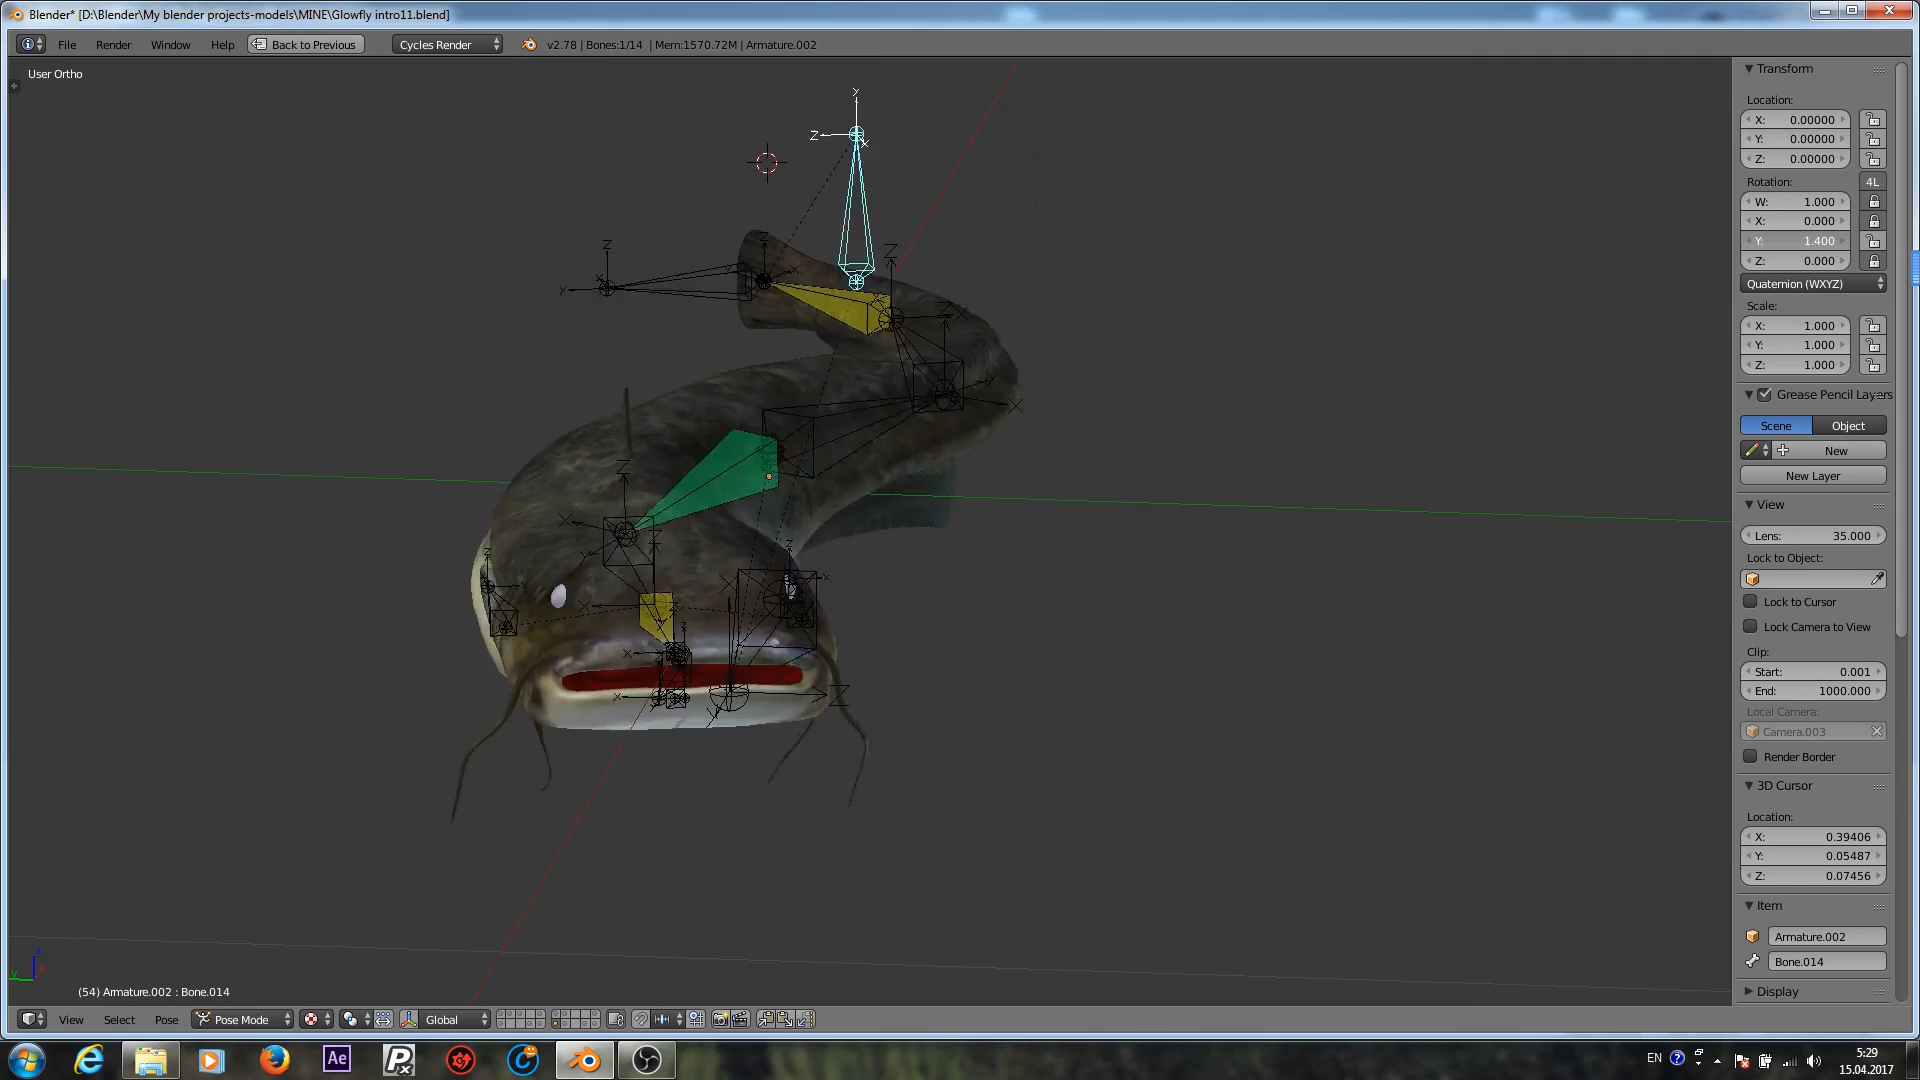 Blender* [D:\Blender\My blender projects-models\MINE\Glowfly intro11.blend]
File Render Window Help Back to Previous Cycles Render v2.78 | Bones:1/14 | Mem:1570.72M | Armature.002
User Ortho
Transform
Location:
X: 0.00000
Y: 0.00000
Z: 0.00000
Rotation: 4L
W: 1.000
X: 0.000
Y: 1.400
Z: 0.000
Quaternion (WXYZ)
Scale:
X: 1.000
Y: 1.000
Z: 1.000
Grease Pencil Layers
Scene Object
New
New Layer
View
Lens: 35.000
Lock to Object:
Lock to Cursor
Lock Camera to View
Clip:
Start: 0.001
End: 1000.000
Local Camera:
Camera.003
Render Border
3D Cursor
Location:
X: 0.39406
Y: 0.05487
Z: 0.07456
Item
Armature.002
Bone.014
Display
(54) Armature.002 : Bone.014
View Select Pose Pose Mode Global
Ae Px EN 5:29
15.04.2017